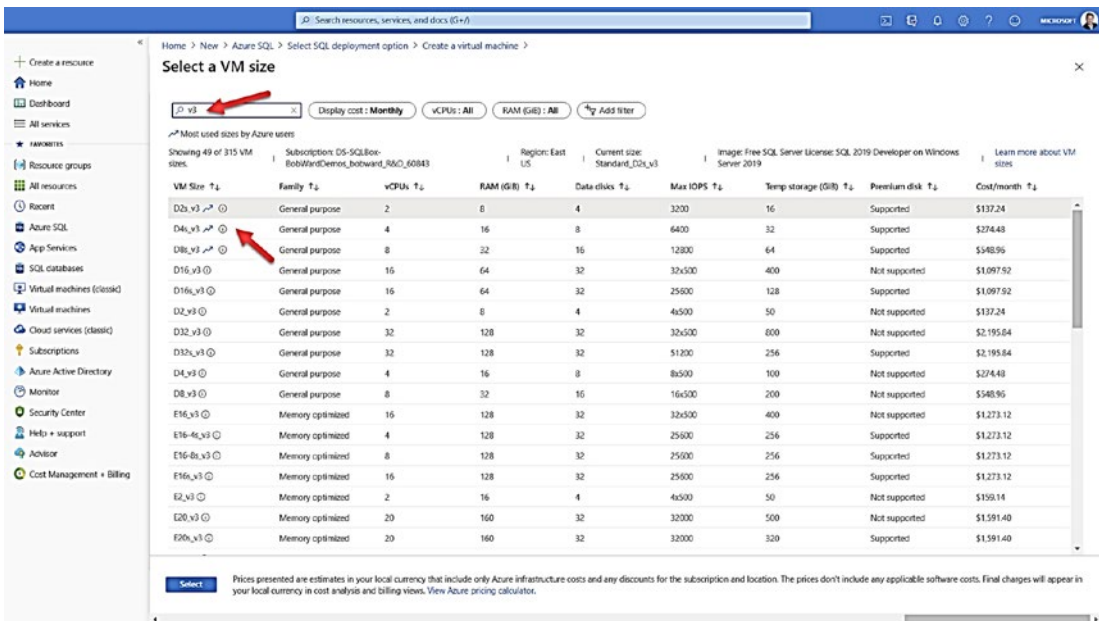 Search resources, services, and docs (G+/)
MICROSOFT
Create a resource
Home
Dashboard
All services
FAVORITES
Resource groups
All resources
Recent
Azure SQL
App Services
SQL databases
Virtual machines (classic)
Virtual machines
Cloud services (classic)
Subscriptions
Azure Active Directory
Monitor
Security Center
Help + support
Advisor
Cost Management + Billing
Home > New > Azure SQL > Select SQL deployment option > Create a virtual machine >
Select a VM size
v3
Display cost : Monthly
vCPUs : All
RAM (GiB) : All
Add filter
Most used sizes by Azure users
Showing 49 of 315 VM sizes.
Subscription: DS-SQLBox-BobWardDemos_bobward_R&D_60843
Region: East US
Current size: Standard_D2s_v3
Image: Free SQL Server License: SQL 2019 Developer on Windows Server 2019
Learn more about VM sizes
VM Size Family vCPUs RAM (GiB) Data disks Max IOPS Temp storage (GiB) Premium disk Cost/month
D2s_v3 General purpose 2 8 4 3200 16 Supported $137.24
D4s_v3 General purpose 4 16 8 6400 32 Supported $274.48
D8s_v3 General purpose 8 32 16 12800 64 Supported $548.96
D16_v3 General purpose 16 64 32 32x500 400 Not supported $1,097.92
D16s_v3 General purpose 16 64 32 25600 128 Supported $1,097.92
D2_v3 General purpose 2 8 4 4x500 50 Not supported $137.24
D32_v3 General purpose 32 128 32 32x500 800 Not supported $2,195.84
D32s_v3 General purpose 32 128 32 51200 256 Supported $2,195.84
D4_v3 General purpose 4 16 8 8x500 100 Not supported $274.48
D8_v3 General purpose 8 32 16 16x500 200 Not supported $548.96
E16_v3 Memory optimized 16 128 32 32x500 400 Not supported $1,273.12
E16-4s_v3 Memory optimized 4 128 32 25600 256 Supported $1,273.12
E16-8s_v3 Memory optimized 8 128 32 25600 256 Supported $1,273.12
E16s_v3 Memory optimized 16 128 32 25600 256 Supported $1,273.12
E2_v3 Memory optimized 2 16 4 4x500 50 Not supported $159.14
E20_v3 Memory optimized 20 160 32 32000 500 Not supported $1,591.40
E20s_v3 Memory optimized 20 160 32 32000 320 Supported $1,591.40
Select
Prices presented are estimates in your local currency that include only Azure infrastructure costs and any discounts for the subscription and location. The prices don't include any applicable software costs. Final charges will appear in
your local currency in cost analysis and billing views. View Azure pricing calculator.